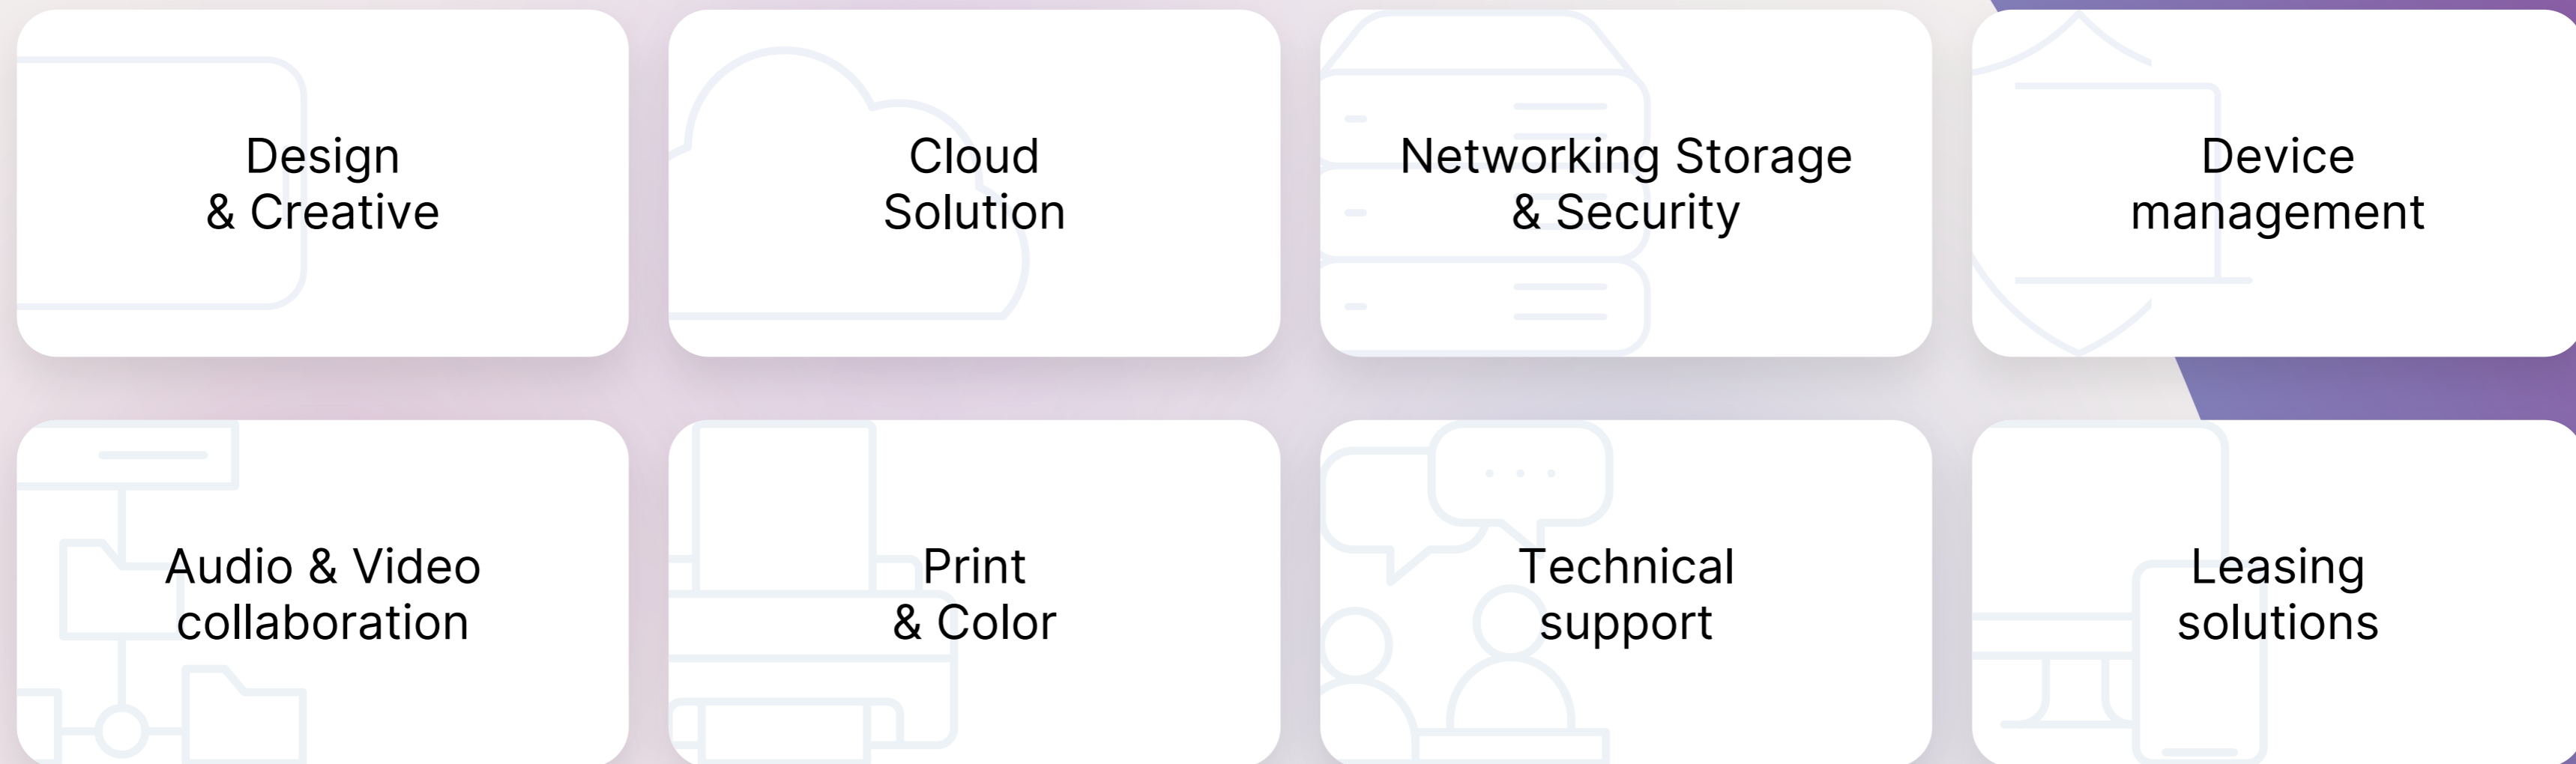 Design
& Creative
Cloud
Solution
Networking Storage
& Security
Device
management
Audio & Video
collaboration
Print
& Color
Technical
support
Leasing
solutions